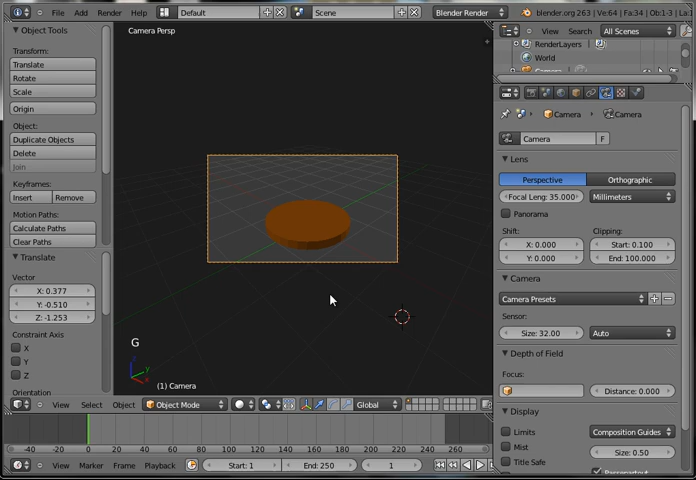 File Add Render Help Default Scene Blender Render blender.org 263 | Ve:64 | Fa:34 | Ob:1-3 | La:
Object Tools
Transform:
Translate
Rotate
Scale
Origin
Object:
Duplicate Objects
Delete
Join
Keyframes:
Insert Remove
Motion Paths:
Calculate Paths
Clear Paths
Translate
Vector
X: 0.377
Y: -0.510
Z: -1.253
Constraint Axis
X
Y
Z
Orientation
Camera Persp
G
z
y
x
(1) Camera
View Select Object Object Mode Global
-40 -20 0 20 40 60 80 100 120 140 160 180 200 220 240 260
View Marker Frame Playback Start: 1 End: 250 1
View Search All Scenes
RenderLayers
World
Camera
Camera Camera
Camera F
Lens
Perspective Orthographic
Focal Len: 35.000 Millimeters
Panorama
Shift: Clipping:
X: 0.000 Start: 0.100
Y: 0.000 End: 100.000
Camera
Camera Presets
Sensor:
Size: 32.00 Auto
Depth of Field
Focus:
Distance: 0.000
Display
Limits Composition Guides
Mist Size: 0.50
Title Safe Passepartout